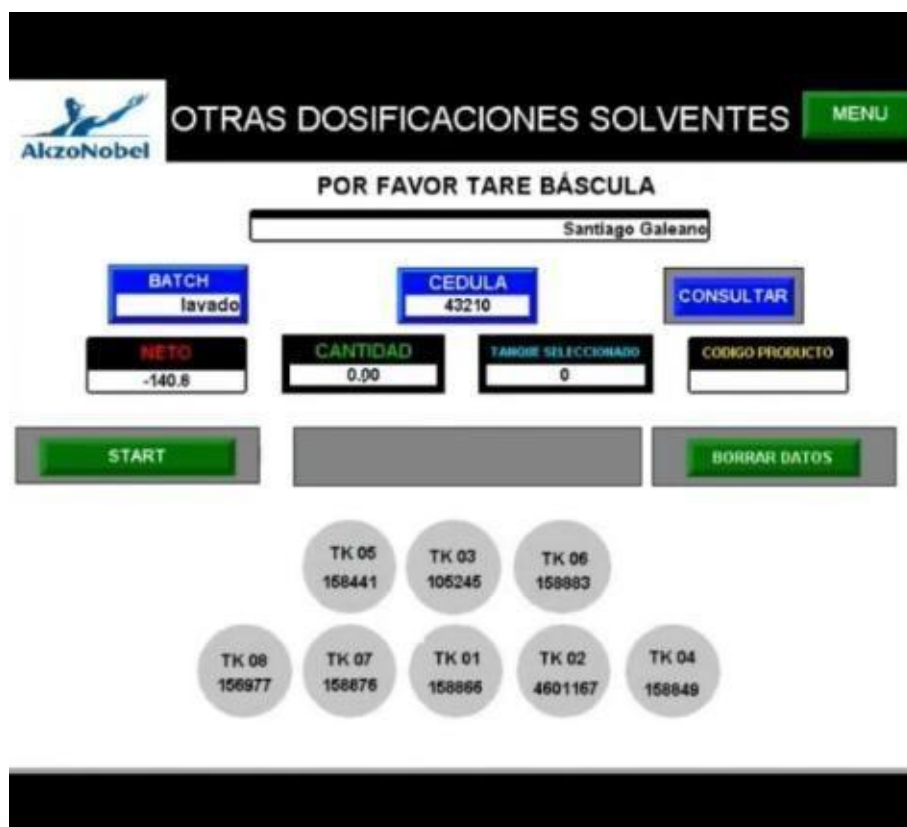 AkzoNobel
OTRAS DOSIFICACIONES SOLVENTES
MENU
POR FAVOR TARE BÁSCULA
Santiago Galeano
BATCH
lavado
CEDULA
43210
CONSULTAR
NETO
-140.8
CANTIDAD
0.00
TANQUE SELECCIONADO
0
CODIGO PRODUCTO
START
BORRAR DATOS
TK 05
158441
TK 03
105245
TK 06
158883
TK 08
156977
TK 07
158876
TK 01
158866
TK 02
4601167
TK 04
158849